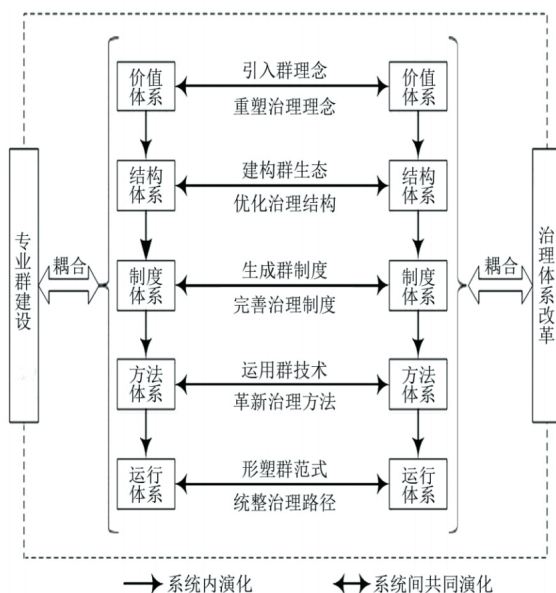 价值
体系
引入群理念
重塑治理理念
价值
体系
结构
体系
建构群生态
优化治理结构
结构
体系
专业群建设
耦合
制度
体系
生成群制度
完善治理制度
制度
体系
耦合
治理体系改革
方法
体系
运用群技术
革新治理方法
方法
体系
运行
体系
形塑群范式
统整治理路径
运行
体系
系统内演化
系统间共同演化